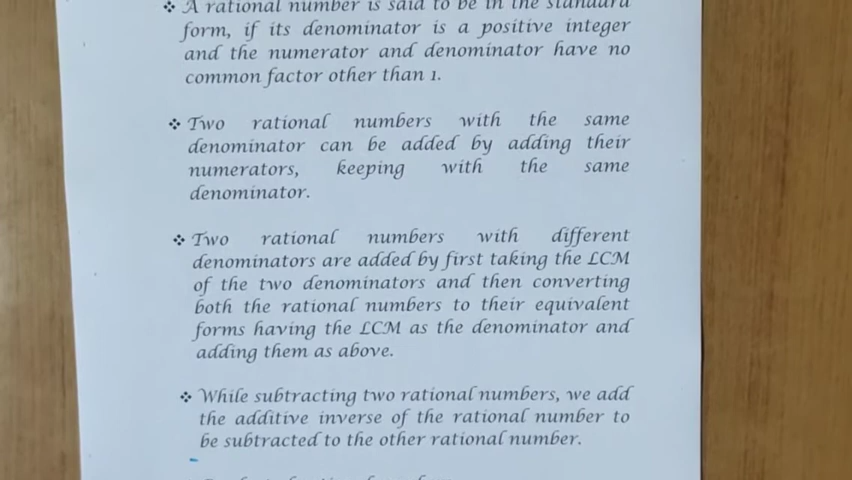 ❖ A rational number is said to be in the standard
form, if its denominator is a positive integer
and the numerator and denominator have no
common factor other than 1.
❖ Two rational numbers with the same
denominator can be added by adding their
numerators, keeping with the same
denominator.
❖ Two rational numbers with different
denominators are added by first taking the LCM
of the two denominators and then converting
both the rational numbers to their equivalent
forms having the LCM as the denominator and
adding them as above.
❖ While subtracting two rational numbers, we add
the additive inverse of the rational number to
be subtracted to the other rational number.